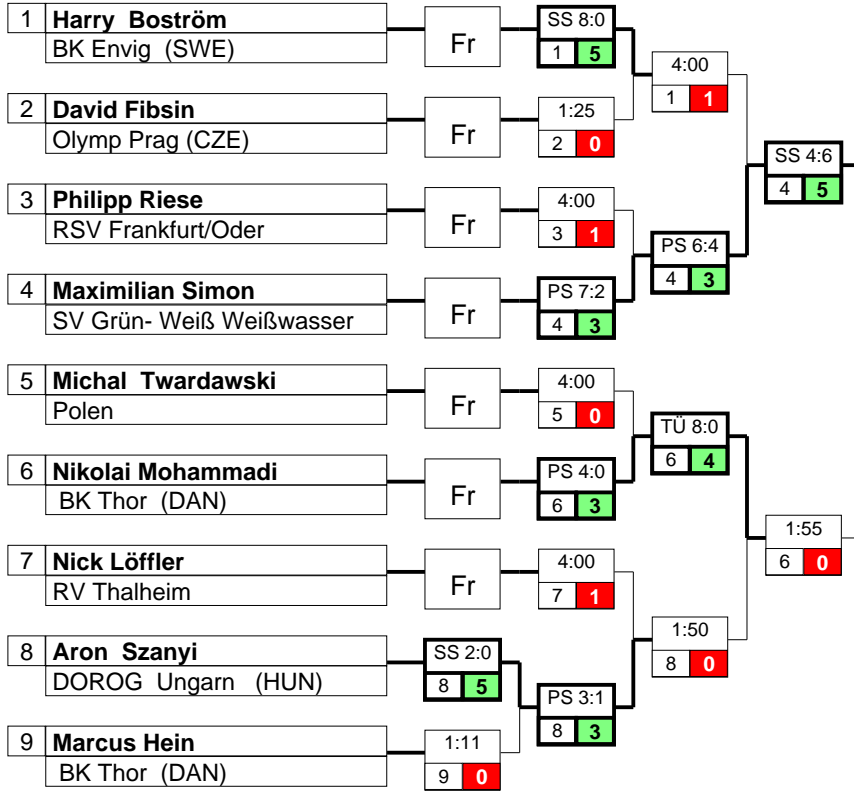 1 Harry Boström
BK Envig (SWE)
Fr
SS 8:0
1 5
4:00
1 1
2 David Fibsin
Olymp Prag (CZE)
Fr
1:25
2 0
SS 4:6
4 5
3 Philipp Riese
RSV Frankfurt/Oder
Fr
4:00
3 1
PS 6:4
4 3
4 Maximilian Simon
SV Grün- Weiß Weißwasser
Fr
PS 7:2
4 3
5 Michal Twardawski
Polen
Fr
4:00
5 0
TÜ 8:0
6 4
6 Nikolai Mohammadi
BK Thor (DAN)
Fr
PS 4:0
6 3
1:55
6 0
7 Nick Löffler
RV Thalheim
Fr
4:00
7 1
1:50
8 0
8 Aron Szanyi
DOROG Ungarn (HUN)
SS 2:0
8 5
PS 3:1
8 3
9 Marcus Hein
BK Thor (DAN)
1:11
9 0